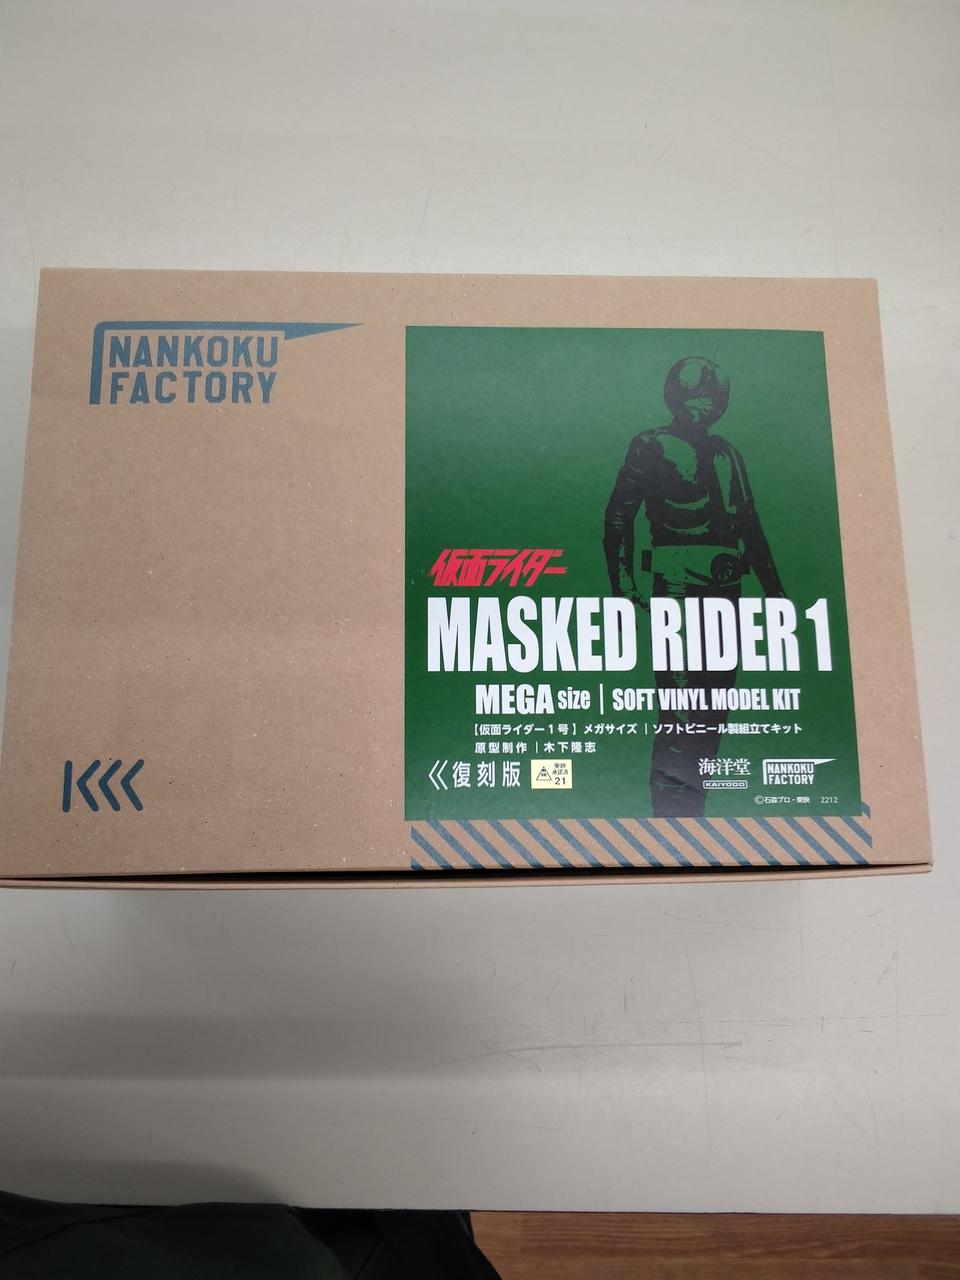 NANKOKU
FACTORY
仮面ライダー
MASKED RIDER 1
MEGA size | SOFT VINYL MODEL KIT
【仮面ライダー1号】メガサイズ | ソフトビニール製組立てキット
原型制作 | 木下隆志
復刻版
東映
承認済
21
海洋堂
KAIYODO
NANKOKU
FACTORY
©石森プロ・東映 2212